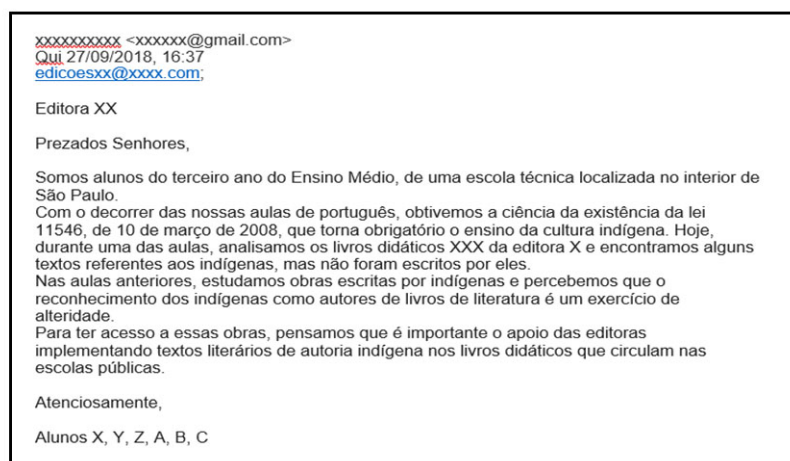 xxxxxxxxxx <xxxxxx@gmail.com>
Qui 27/09/2018, 16:37
edicoesxx@xxxx.com;
Editora XX
Prezados Senhores,
Somos alunos do terceiro ano do Ensino Médio, de uma escola técnica localizada no interior de
São Paulo.
Com o decorrer das nossas aulas de português, obtivemos a ciência da existência da lei
11546, de 10 de março de 2008, que torna obrigatório o ensino da cultura indígena. Hoje,
durante uma das aulas, analisamos os livros didáticos XXX da editora X e encontramos alguns
textos referentes aos indígenas, mas não foram escritos por eles.
Nas aulas anteriores, estudamos obras escritas por indígenas e percebemos que o
reconhecimento dos indígenas como autores de livros de literatura é um exercício de
alteridade.
Para ter acesso a essas obras, pensamos que é importante o apoio das editoras
implementando textos literários de autoria indígena nos livros didáticos que circulam nas
escolas públicas.
Atenciosamente,
Alunos X, Y, Z, A, B, C